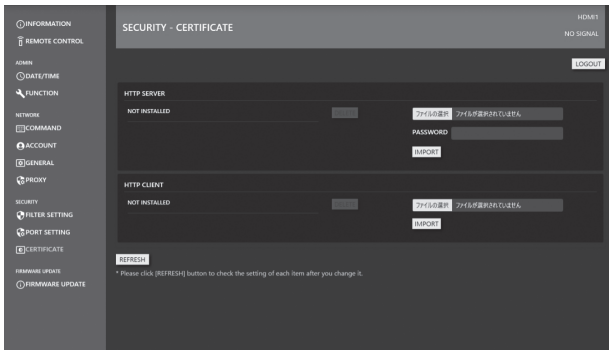 INFORMATION
REMOTE CONTROL
ADMIN
DATE/TIME
FUNCTION
NETWORK
COMMAND
ACCOUNT
GENERAL
PROXY
SECURITY
FILTER SETTING
PORT SETTING
CERTIFICATE
FIRMWARE UPDATE
FIRMWARE UPDATE
SECURITY - CERTIFICATE
HDMI1
NO SIGNAL
LOGOUT
HTTP SERVER
NOT INSTALLED
ファイルの選択 ファイルが選択されていません
PASSWORD
IMPORT
HTTP CLIENT
NOT INSTALLED
ファイルの選択 ファイルが選択されていません
IMPORT
REFRESH
* Please click [REFRESH] button to check the setting of each item after you change it.